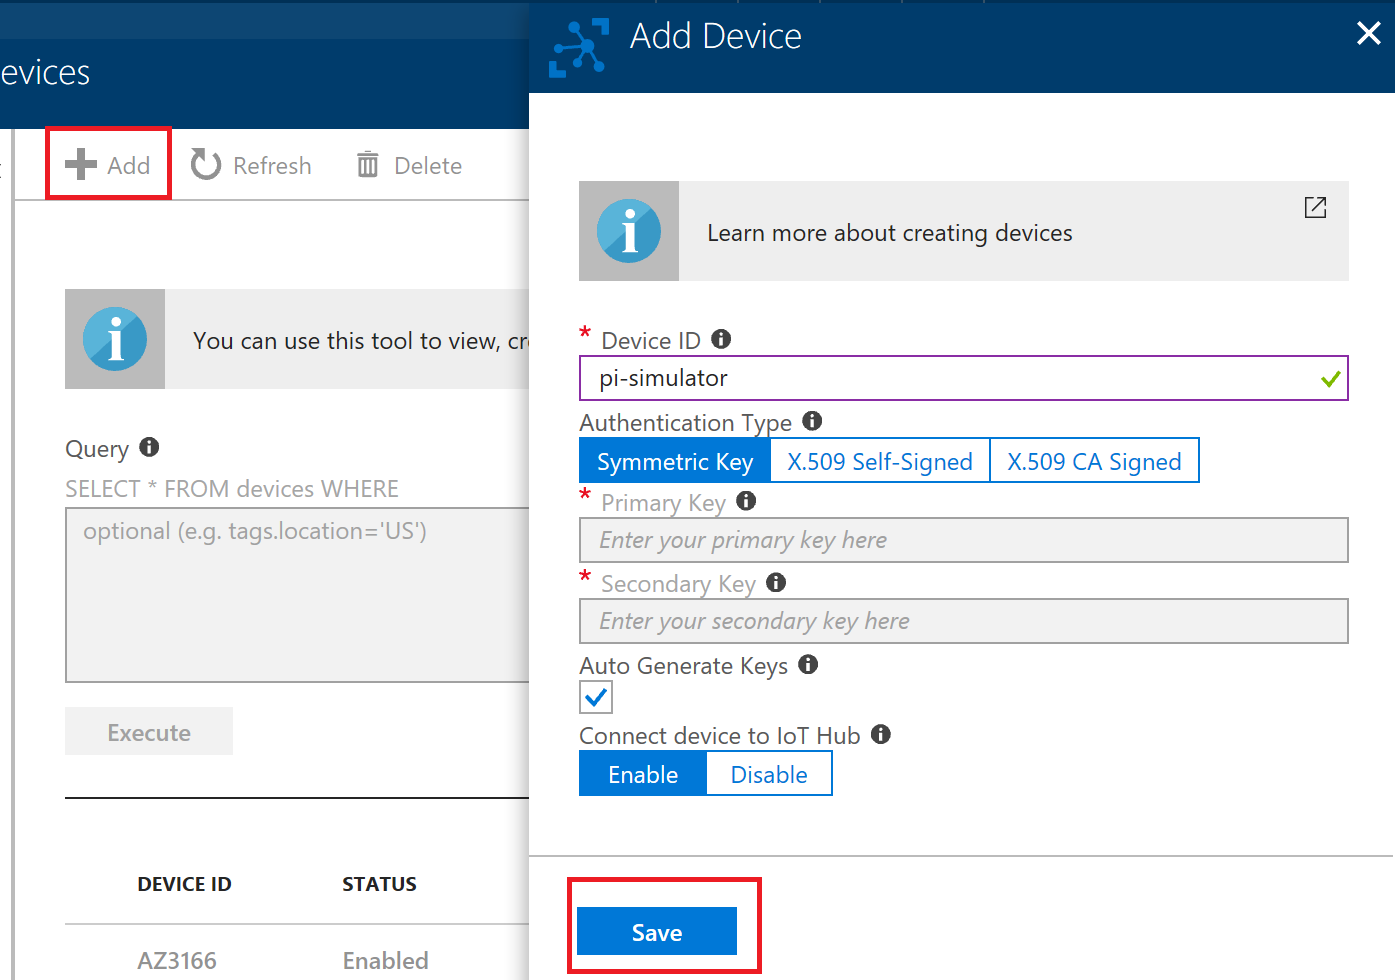 Add Device
evices
Add
Refresh
Delete
Learn more about creating devices
You can use this tool to view, cr
Query
SELECT * FROM devices WHERE
optional (e.g. tags.location='US')
Execute
DEVICE ID STATUS
AZ3166 Enabled
* Device ID
pi-simulator
Authentication Type
Symmetric Key X.509 Self-Signed X.509 CA Signed
* Primary Key
Enter your primary key here
* Secondary Key
Enter your secondary key here
Auto Generate Keys
Connect device to IoT Hub
Enable Disable
Save